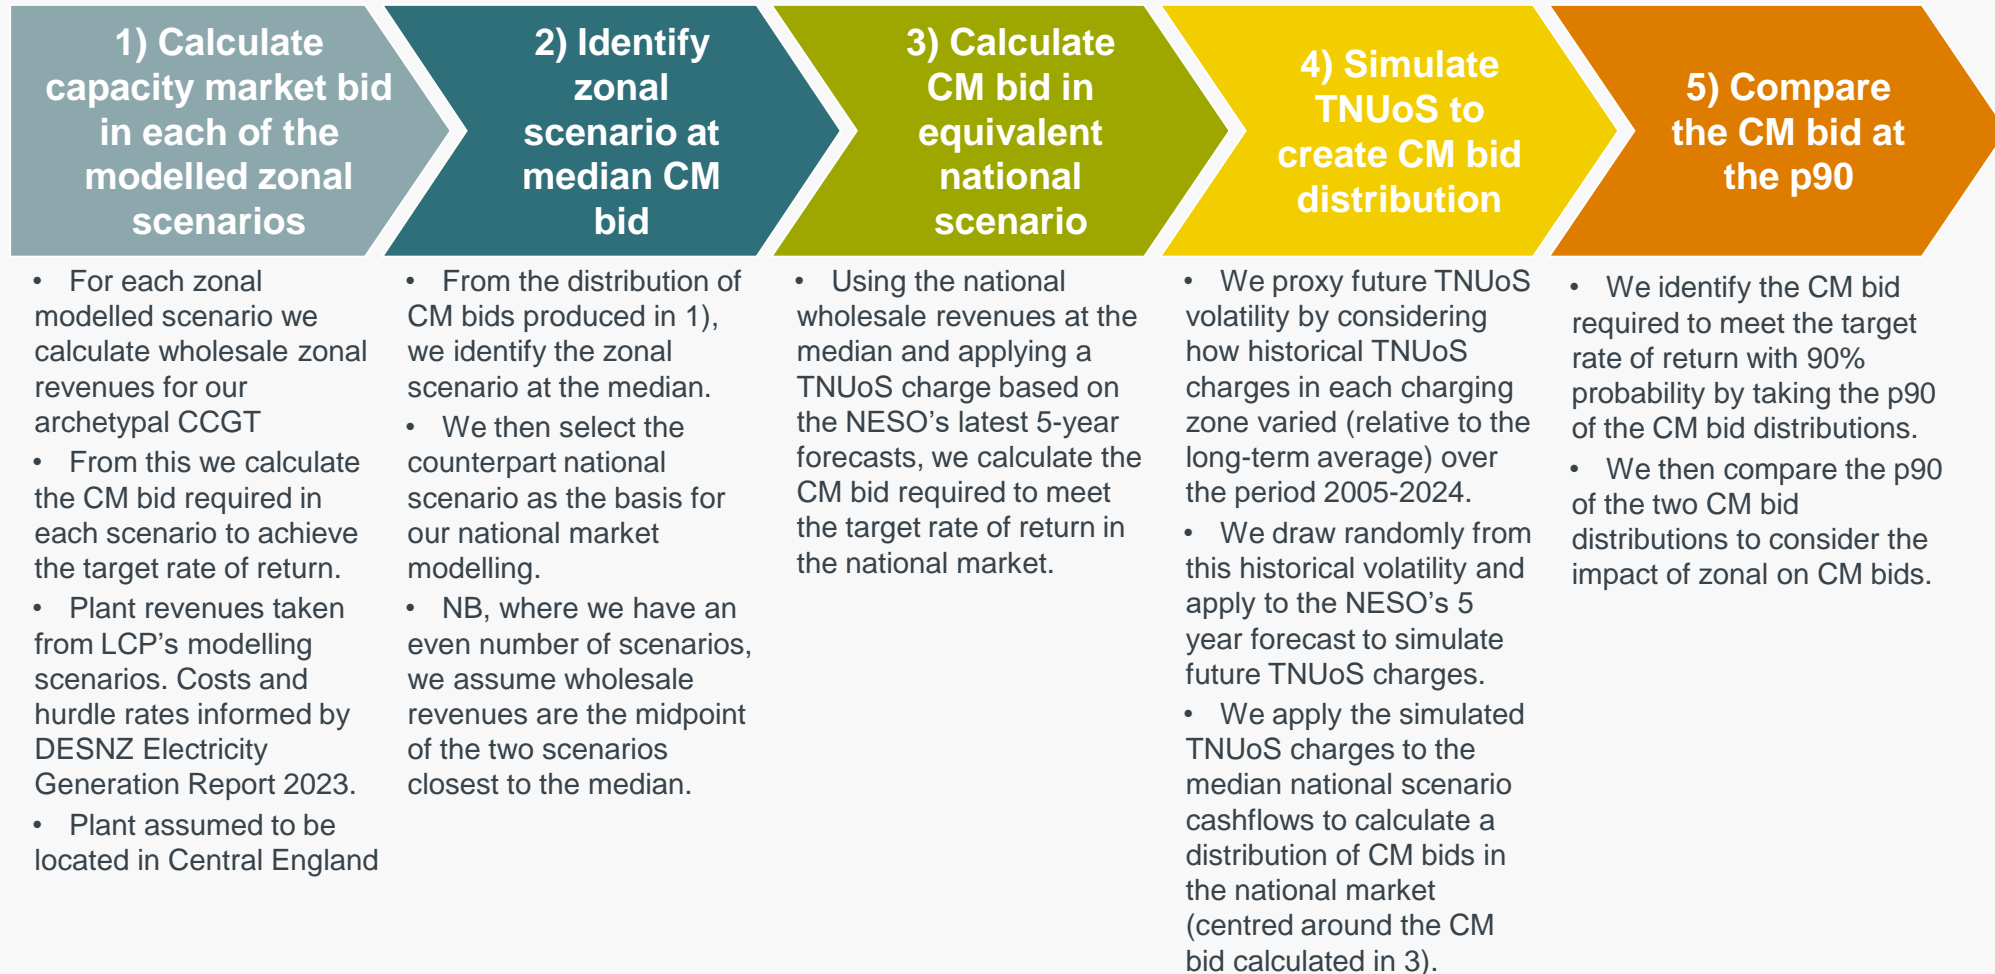 1) Calculate
capacity market bid
in each of the
modelled zonal
scenarios
2) Identify
zonal
scenario at
median CM
bid
3) Calculate
CM bid in
equivalent
national
scenario
4) Simulate
TNUoS to
create CM bid
distribution
5) Compare
the CM bid at
the p90
• For each zonal
modelled scenario we
calculate wholesale zonal
revenues for our
archetypal CCGT
• From this we calculate
the CM bid required in
each scenario to achieve
the target rate of return.
• Plant revenues taken
from LCP’s modelling
scenarios. Costs and
hurdle rates informed by
DESNZ Electricity
Generation Report 2023.
• Plant assumed to be
located in Central England
• From the distribution of
CM bids produced in 1),
we identify the zonal
scenario at the median.
• We then select the
counterpart national
scenario as the basis for
our national market
modelling.
• NB, where we have an
even number of scenarios,
we assume wholesale
revenues are the midpoint
of the two scenarios
closest to the median.
• Using the national
wholesale revenues at the
median and applying a
TNUoS charge based on
the NESO’s latest 5-year
forecasts, we calculate the
CM bid required to meet
the target rate of return in
the national market.
• We proxy future TNUoS
volatility by considering
how historical TNUoS
charges in each charging
zone varied (relative to the
long-term average) over
the period 2005-2024.
• We draw randomly from
this historical volatility and
apply to the NESO’s 5
year forecast to simulate
future TNUoS charges.
• We apply the simulated
TNUoS charges to the
median national scenario
cashflows to calculate a
distribution of CM bids in
the national market
(centred around the CM
bid calculated in 3).
• We identify the CM bid
required to meet the target
rate of return with 90%
probability by taking the p90
of the CM bid distributions.
• We then compare the p90
of the two CM bid
distributions to consider the
impact of zonal on CM bids.